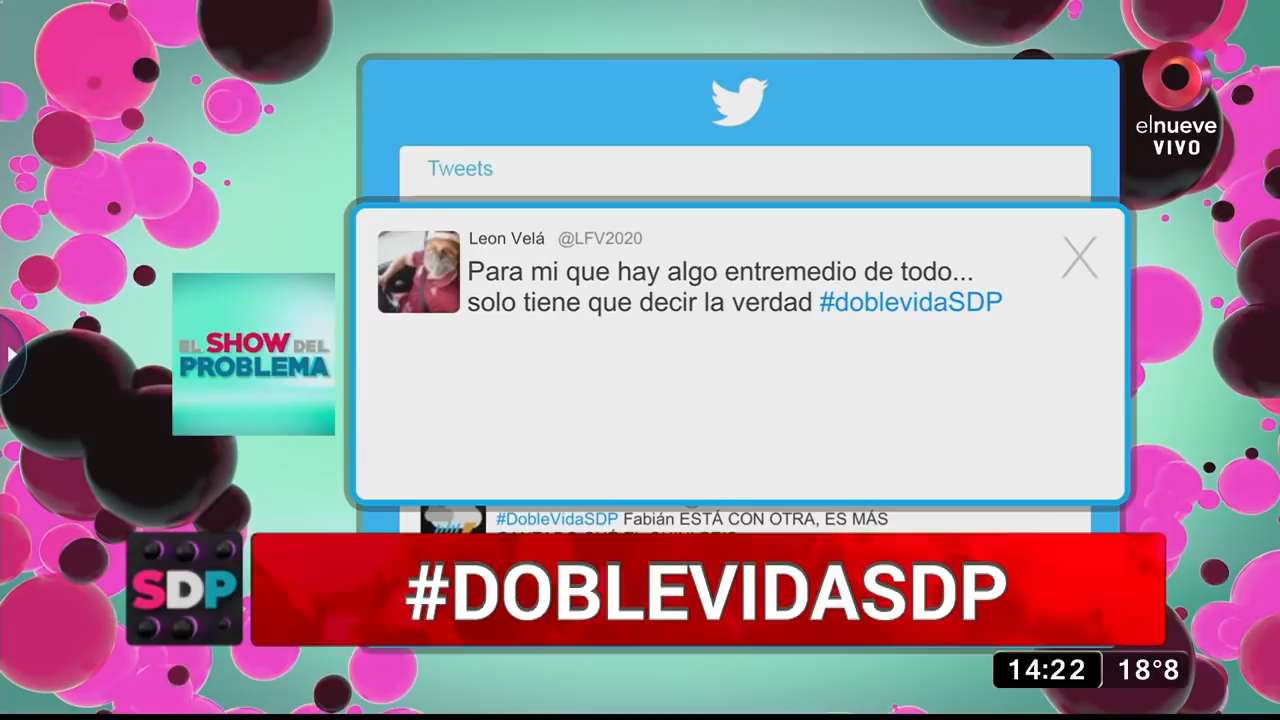 elnueve
VIVO
Tweets
Leon Velá @LFV2020
Para mi que hay algo entremedio de todo...
solo tiene que decir la verdad #doblevidaSDP
EL SHOW DEL
PROBLEMA
#DobleVidaSDP Fabián ESTÁ CON OTRA, ES MÁS
SDP
#DOBLEVIDASDP
14:22 18°8